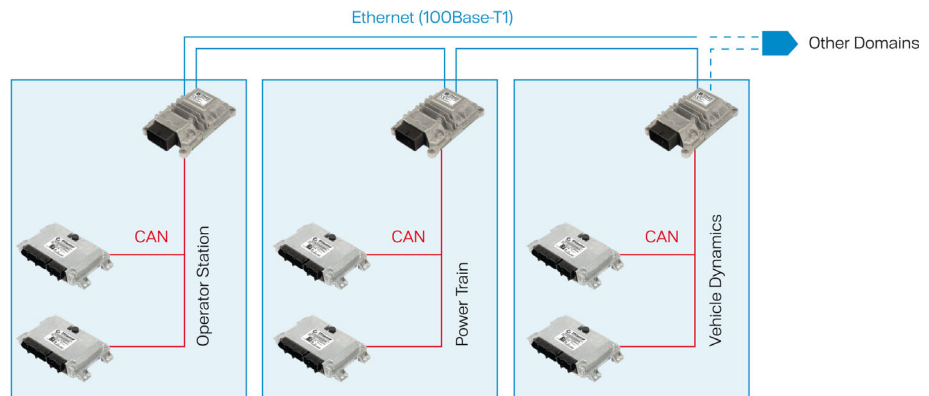 Ethernet (100Base-T1)
Other Domains
CAN
Operator Station
CAN
Power Train
CAN
Vehicle Dynamics